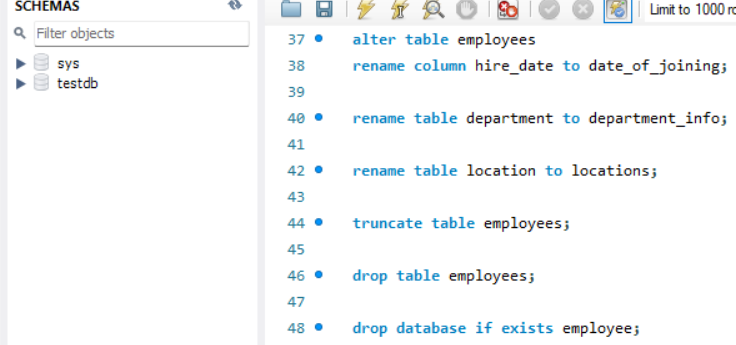 SCHEMAS
Limit to 1000 ro
Filter objects
sys
testdb
37 alter table employees
38 rename column hire_date to date_of_joining;
39
40 rename table department to department_info;
41
42 rename table location to locations;
43
44 truncate table employees;
45
46 drop table employees;
47
48 drop database if exists employee;